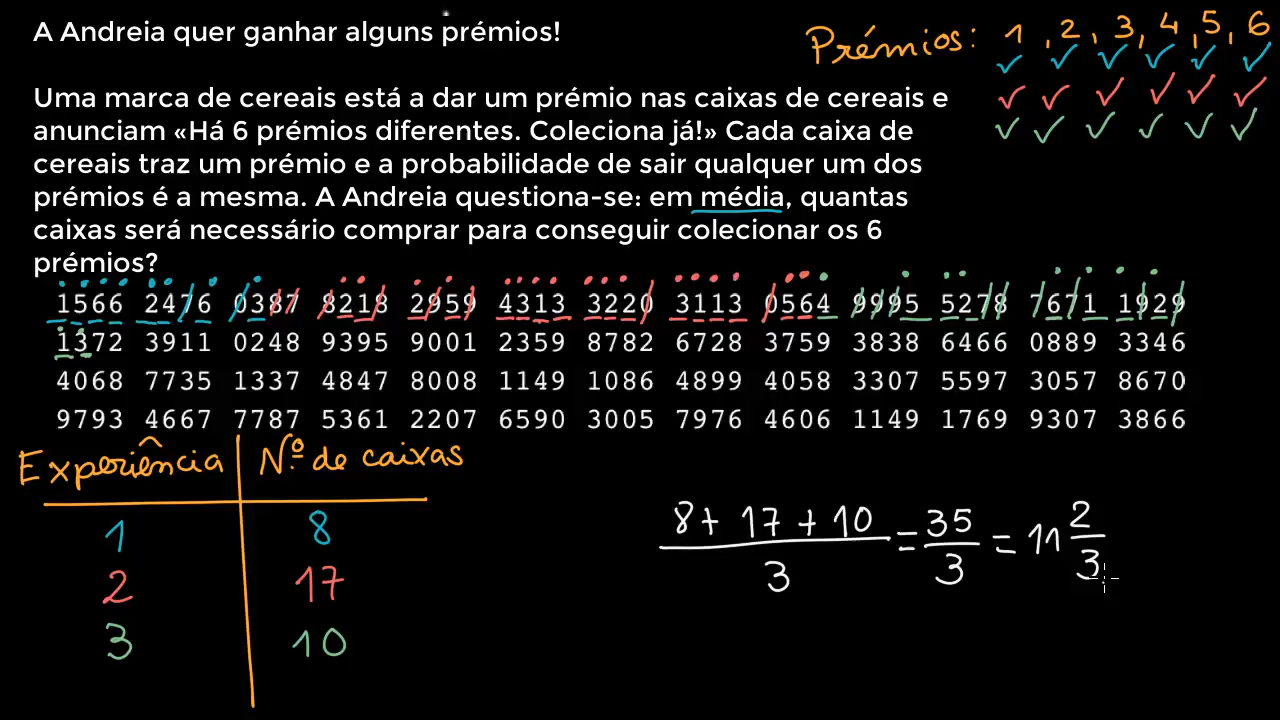 A Andreia quer ganhar alguns prémios!
Prémios: 1, 2, 3, 4, 5, 6
Uma marca de cereais está a dar um prémio nas caixas de cereais e
anunciam «Há 6 prémios diferentes. Coleciona já!» Cada caixa de
cereais traz um prémio e a probabilidade de sair qualquer um dos
prémios é a mesma. A Andreia questiona-se: em média, quantas
caixas será necessário comprar para conseguir colecionar os 6
prémios?
1566 2476 0387 8218 2959 4313 3220 3113 0564 9995 5278 7671 1929
1372 3911 0248 9395 9001 2359 8782 6728 3759 3838 6466 0889 3346
4068 7735 1337 4847 8008 1149 1086 4899 4058 3307 5597 3057 8670
9793 4667 7787 5361 2207 6590 3005 7976 4606 1149 1769 9307 3866
Experiência N.º de caixas
1 8
2 17
3 10
8 + 17 + 10 / 3 = 35/3 = 11 2/3